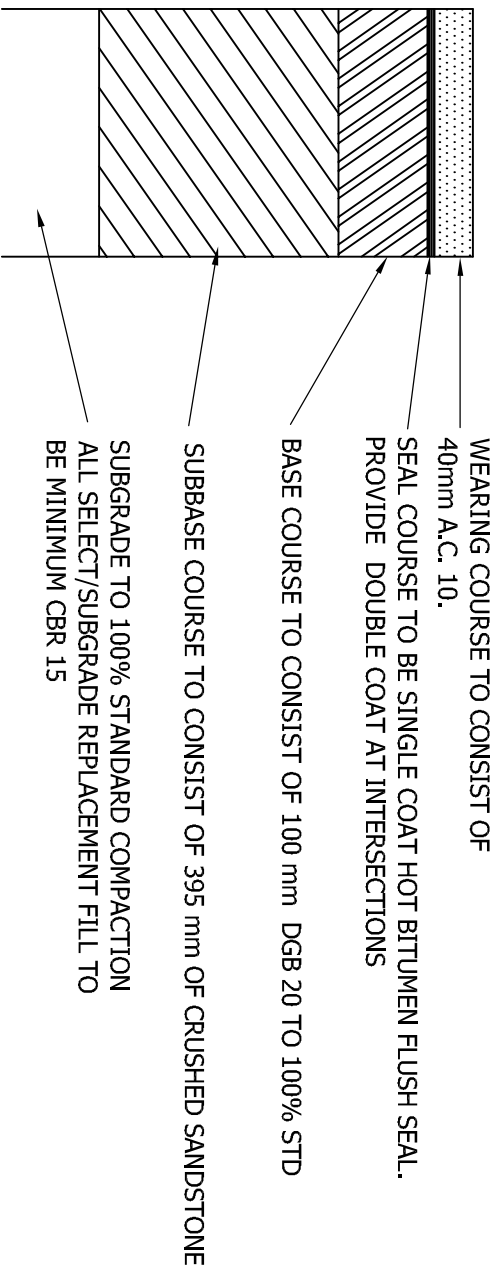 WEARING COURSE TO CONSIST OF
40mm A.C. 10.
SEAL COURSE TO BE SINGLE COAT HOT BITUMEN FLUSH SEAL.
PROVIDE DOUBLE COAT AT INTERSECTIONS
BASE COURSE TO CONSIST OF 100 mm DGB 20 TO 100% STD
SUBBASE COURSE TO CONSIST OF 395 mm OF CRUSHED SANDSTONE
SUBGRADE TO 100% STANDARD COMPACTION
ALL SELECT/SUBGRADE REPLACEMENT FILL TO
BE MINIMUM CBR 15